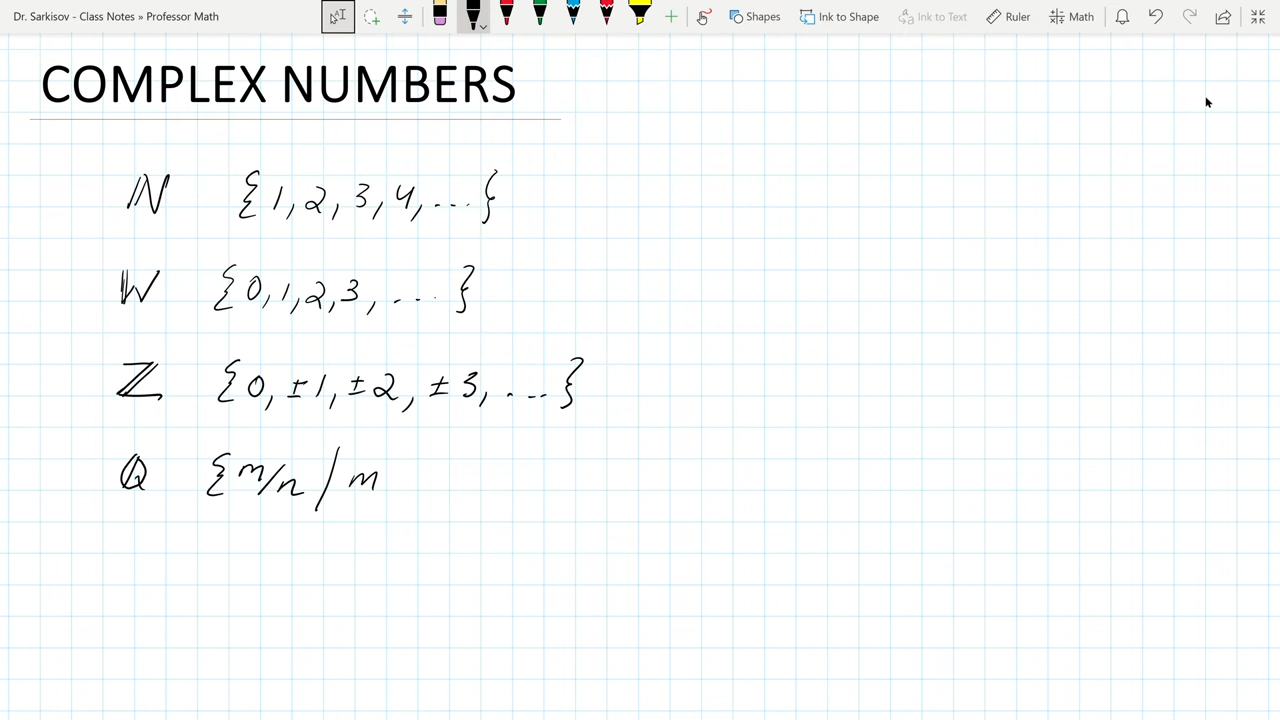 Dr. Sarkisov - Class Notes » Professor Math Shapes Ink to Shape Ink to Text Ruler Math
COMPLEX NUMBERS
ℕ {1, 2, 3, 4, ...}
𝕎 {0, 1, 2, 3, ...}
ℤ {0, ±1, ±2, ±3, ...}
ℚ {m/n | m